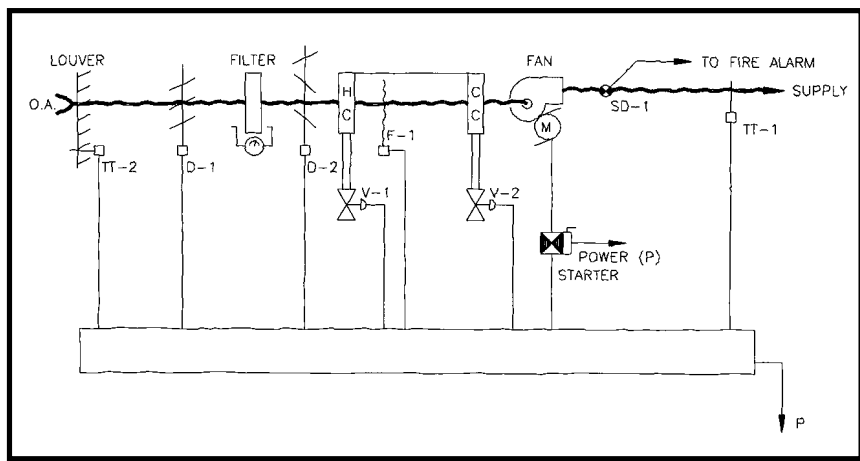 LOUVER
FILTER
FAN
TO FIRE ALARM
O.A.
H
C
C
C
SUPPLY
SD-1
M
F-1
TT-1
TT-2
D-1
D-2
V-1
V-2
POWER (P)
STARTER
P